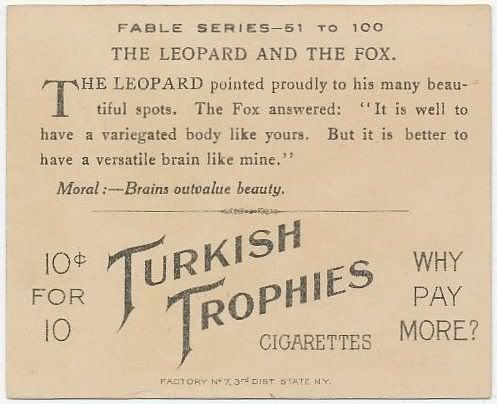 FABLE SERIES–51 TO 100
THE LEOPARD AND THE FOX.
THE LEOPARD pointed proudly to his many beau-
tiful spots. The Fox answered: "It is well to
have a variegated body like yours. But it is better to
have a versatile brain like mine."
Moral:—Brains outvalue beauty.
10¢
FOR
10
TURKISH
TROPHIES
CIGARETTES
WHY
PAY
MORE?
FACTORY Nº 7, 3rd DIST. STATE N.Y.